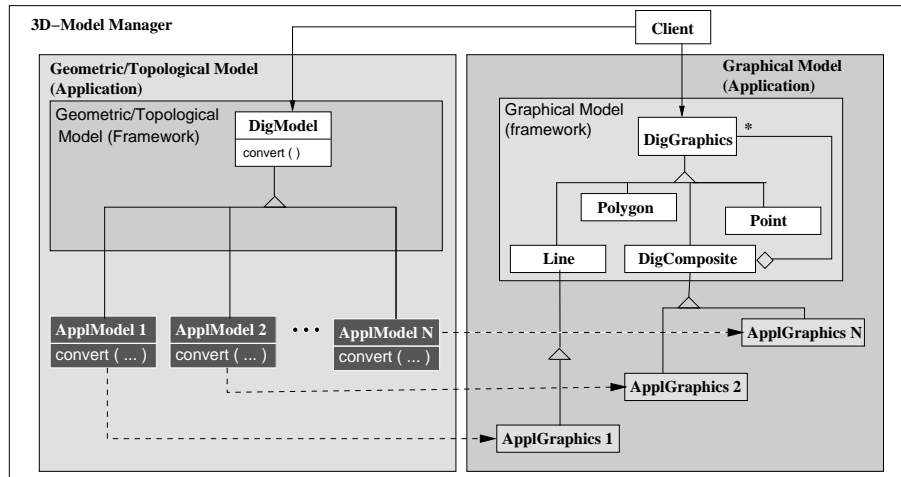 3D–Model Manager
Client
Geometric/Topological Model
(Application)
Geometric/Topological
Model (Framework)
DigModel
convert ( )
ApplModel 1
convert ( ... )
ApplModel 2
convert ( ... )
• • •
ApplModel N
convert ( ... )
Graphical Model
(Application)
Graphical Model
(framework)
DigGraphics
*
Polygon
Point
Line
DigComposite
ApplGraphics N
ApplGraphics 2
ApplGraphics 1